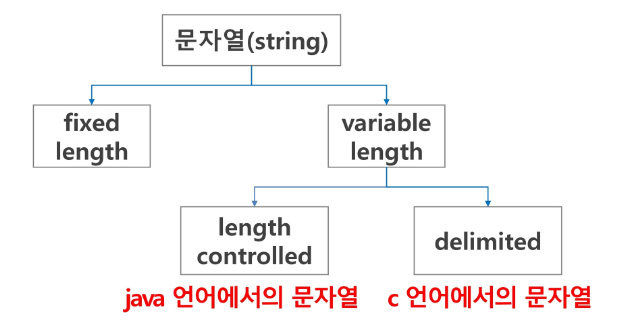 문자열(string)
fixed
length
variable
length
length
controlled
delimited
java 언어에서의 문자열
c 언어에서의 문자열